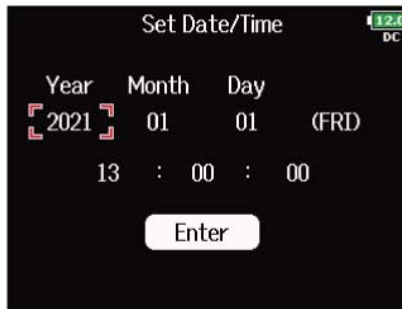 Set Date/Time
12.0
DC
Year Month Day
2021 01 01 (FRI)
13 : 00 : 00
Enter